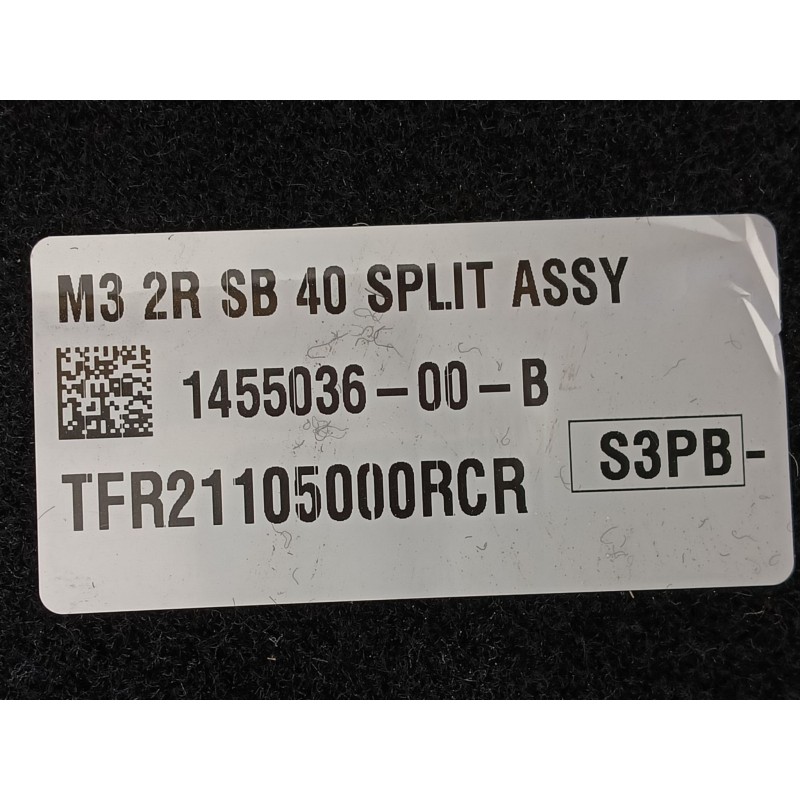 M3 2R SB 40 SPLIT ASSY
1455036-00-B
S3PB-
TFR21105000RCR